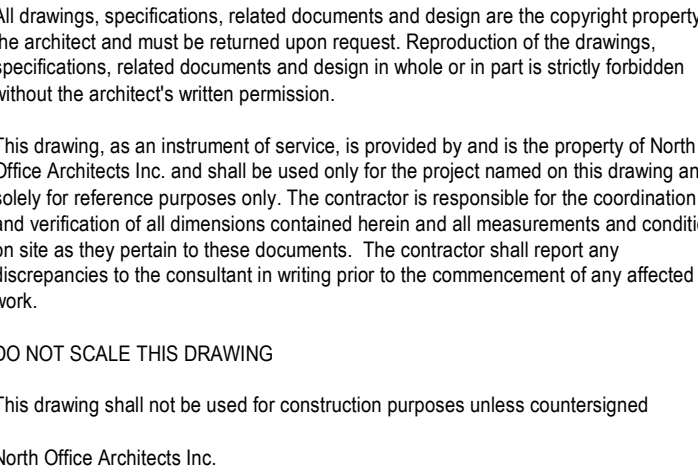 All drawings, specifications, related documents and design are the copyright property
the architect and must be returned upon request. Reproduction of the drawings,
specifications, related documents and design in whole or in part is strictly forbidden
without the architect's written permission.
This drawing, as an instrument of service, is provided by and is the property of North
Office Architects Inc. and shall be used only for the project named on this drawing an
solely for reference purposes only. The contractor is responsible for the coordination
and verification of all dimensions contained herein and all measurements and conditi
on site as they pertain to these documents. The contractor shall report any
discrepancies to the consultant in writing prior to the commencement of any affected
work.
DO NOT SCALE THIS DRAWING
This drawing shall not be used for construction purposes unless countersigned
North Office Architects Inc.